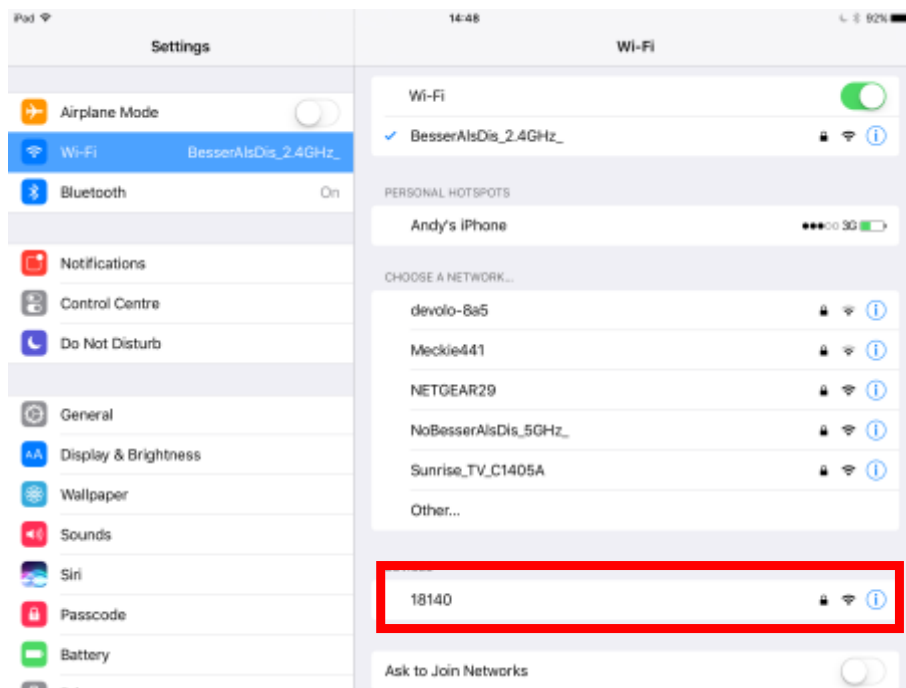 iPad
14:48
92%
Settings
Wi-Fi
Airplane Mode
Wi-Fi BesserAlsDis_2.4GHz_
Bluetooth On
Notifications
Control Centre
Do Not Disturb
General
AA Display & Brightness
Wallpaper
Sounds
Siri
Passcode
Battery
Wi-Fi
BesserAlsDis_2.4GHz_
PERSONAL HOTSPOTS
Andy's iPhone 3G
CHOOSE A NETWORK...
devolo-8a5
Meckie441
NETGEAR29
NoBesserAlsDis_5GHz_
Sunrise_TV_C1405A
Other...
18140
Ask to Join Networks